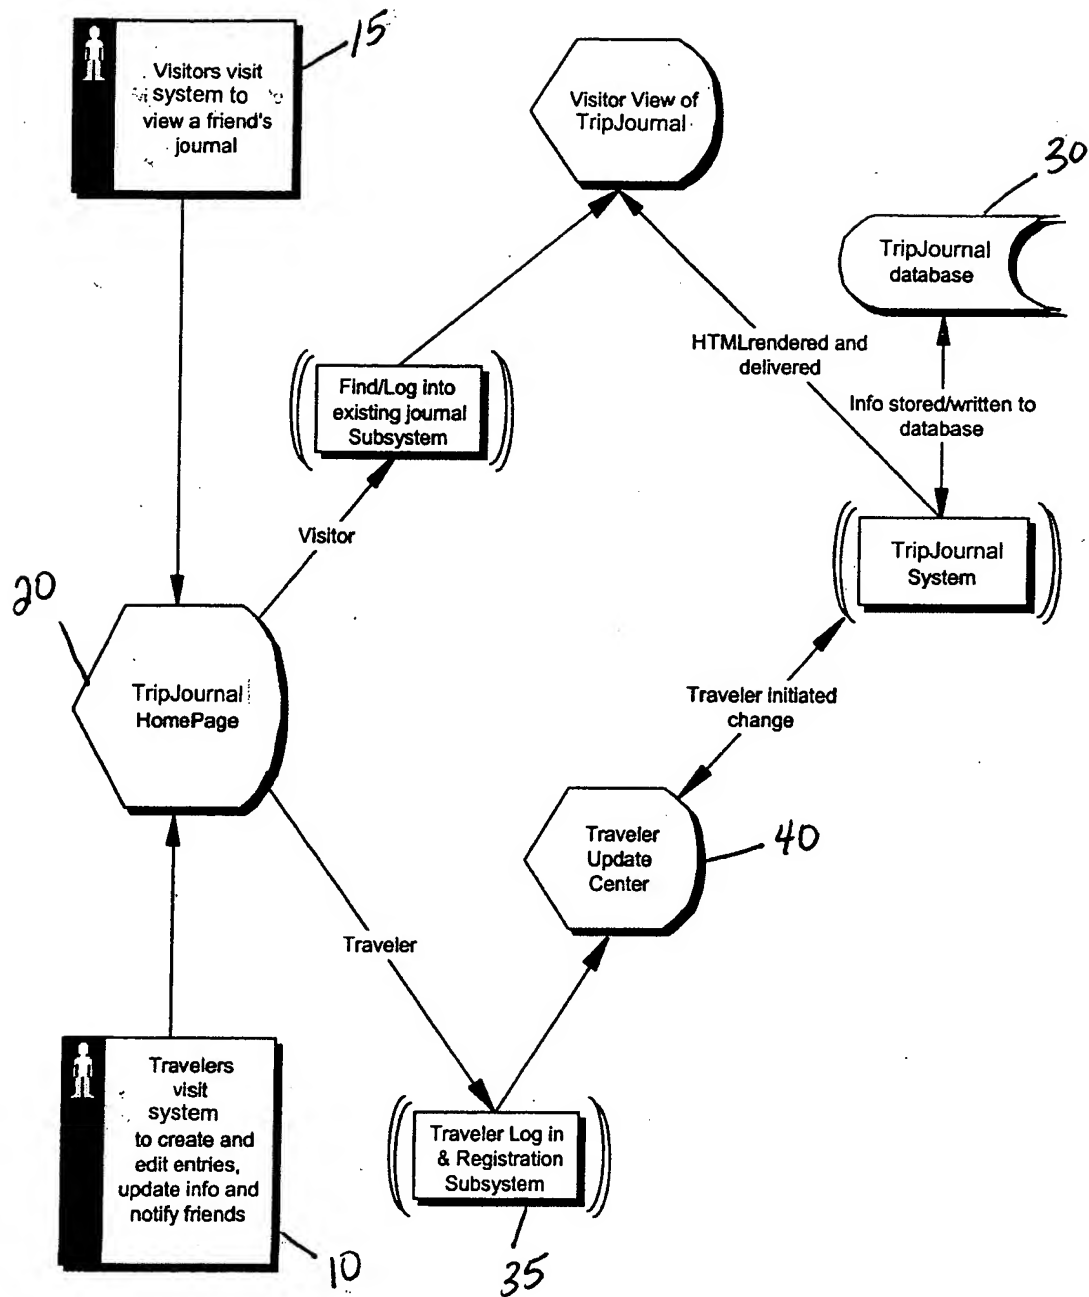 15
Visitors visit
system to
view a friend's
journal
Visitor View of
TripJournal
30
TripJournal
database
HTMLrendered and
delivered
Info stored/written to
database
Find/Log into
existing journal
Subsystem
Visitor
TripJournal
System
20
TripJournal
HomePage
Traveler initiated
change
Traveler
Update
Center
40
Traveler
Travelers
visit
system
to create and
edit entries,
update info and
notify friends
10
Traveler Log in
& Registration
Subsystem
35